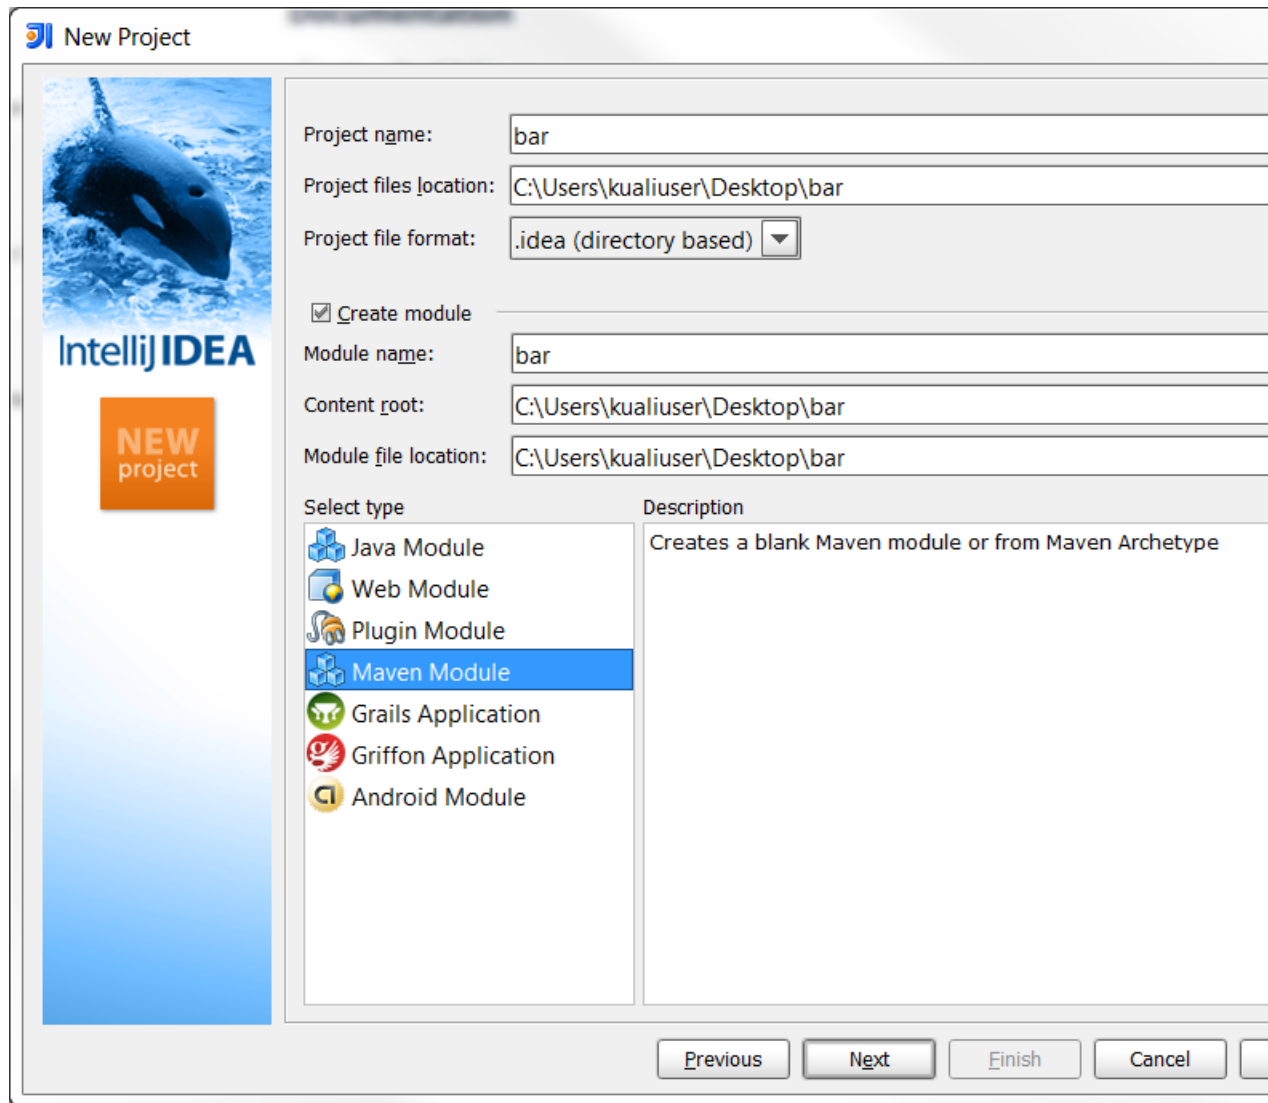 New Project
IntelliJ IDEA
NEW
project
Project name:
bar
Project files location:
C:\Users\kualiuser\Desktop\bar
Project file format:
.idea (directory based)
Create module
Module name:
bar
Content root:
C:\Users\kualiuser\Desktop\bar
Module file location:
C:\Users\kualiuser\Desktop\bar
Select type
Java Module
Web Module
Plugin Module
Maven Module
Grails Application
Griffon Application
Android Module
Description
Creates a blank Maven module or from Maven Archetype
Previous
Next
Finish
Cancel